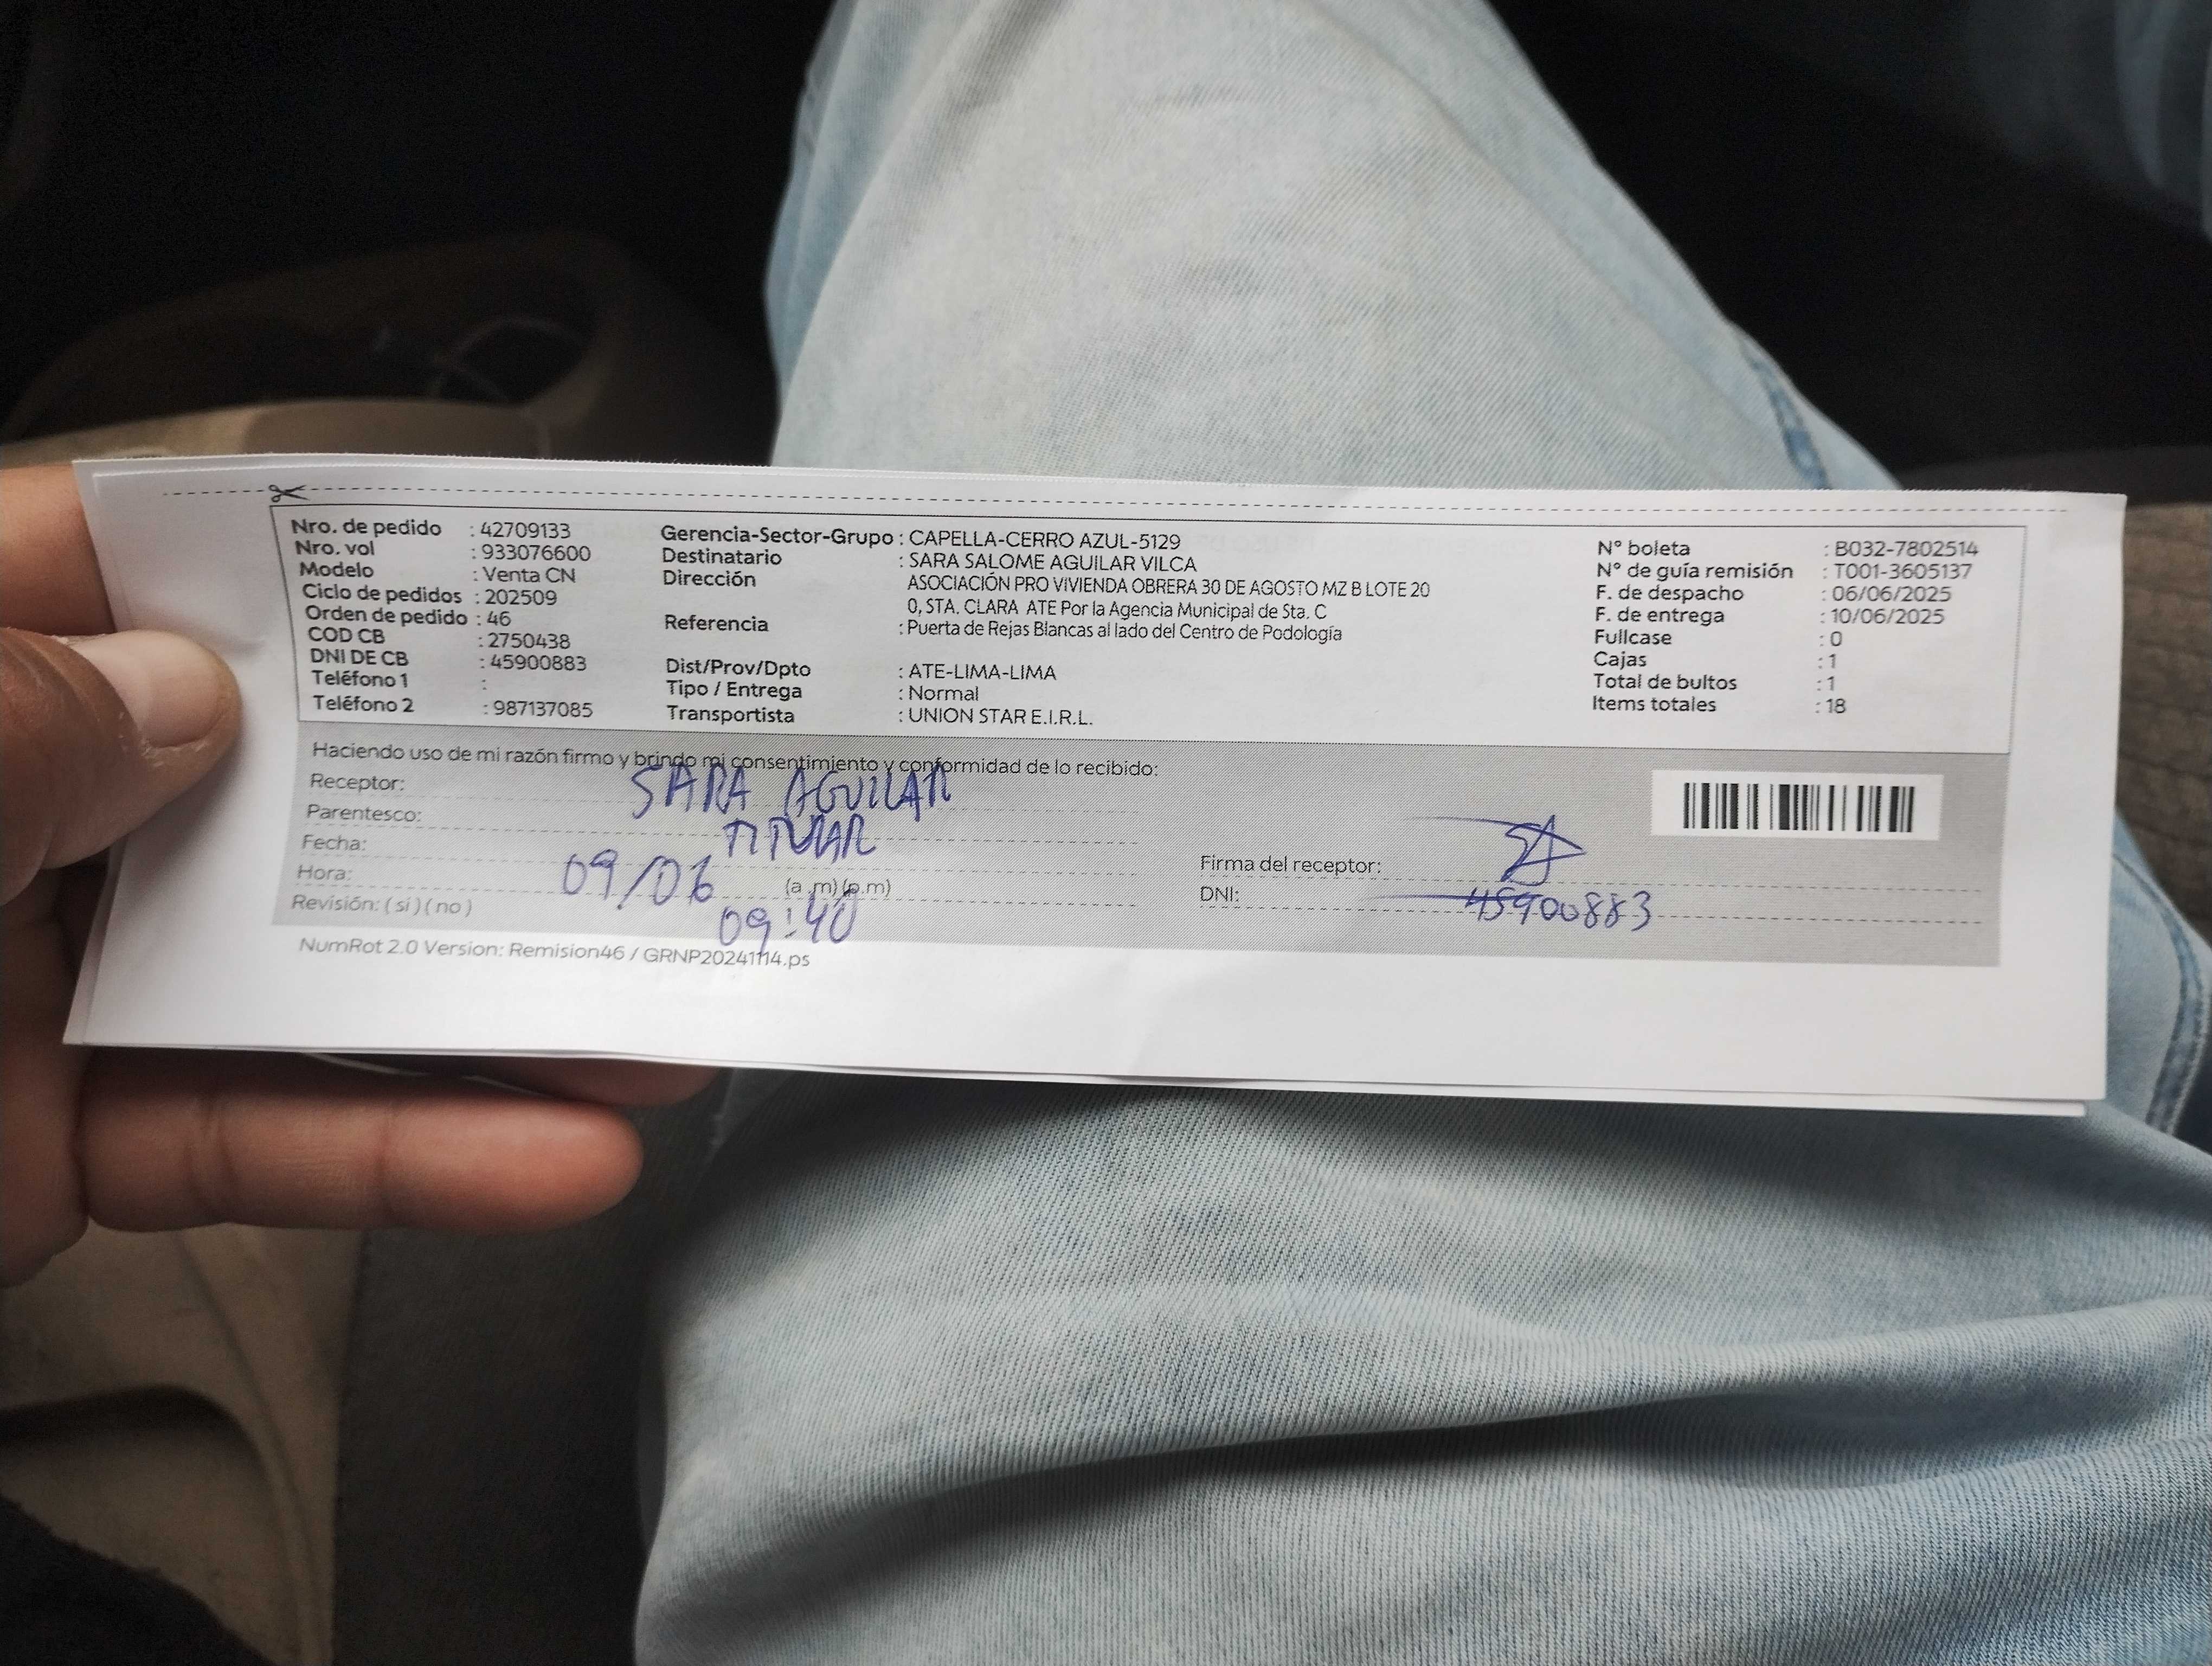 Nro. de pedido : 42709133
Nro. vol : 933076600
Modelo : Venta CN
Ciclo de pedidos : 202509
Orden de pedido : 46
COD CB : 2750438
DNI DE CB : 45900883
Teléfono 1 :
Teléfono 2 : 987137085
Gerencia-Sector-Grupo : CAPELLA-CERRO AZUL-5129
Destinatario : SARA SALOME AGUILAR VILCA
Dirección ASOCIACIÓN PRO VIVIENDA OBRERA 30 DE AGOSTO MZ B LOTE 20
0, STA. CLARA ATE Por la Agencia Municipal de Sta. C
Referencia : Puerta de Rejas Blancas al lado del Centro de Podología
Dist/Prov/Dpto : ATE-LIMA-LIMA
Tipo / Entrega : Normal
Transportista : UNION STAR E.I.R.L.
N° boleta : B032-7802514
N° de guía remisión : T001-3605137
F. de despacho : 06/06/2025
F. de entrega : 10/06/2025
Fullcase : 0
Cajas : 1
Total de bultos : 1
Items totales : 18
Haciendo uso de mi razón firmo y brindo mi consentimiento y conformidad de lo recibido:
Receptor: SARA AGUILAR
Parentesco: TITULAR
Fecha: 09/06
Hora: (a .m) (p.m) 09:40
Revisión: ( si ) ( no )
Firma del receptor:
DNI: 45900883
NumRot 2.0 Version: Remision46 / GRNP20241114.ps